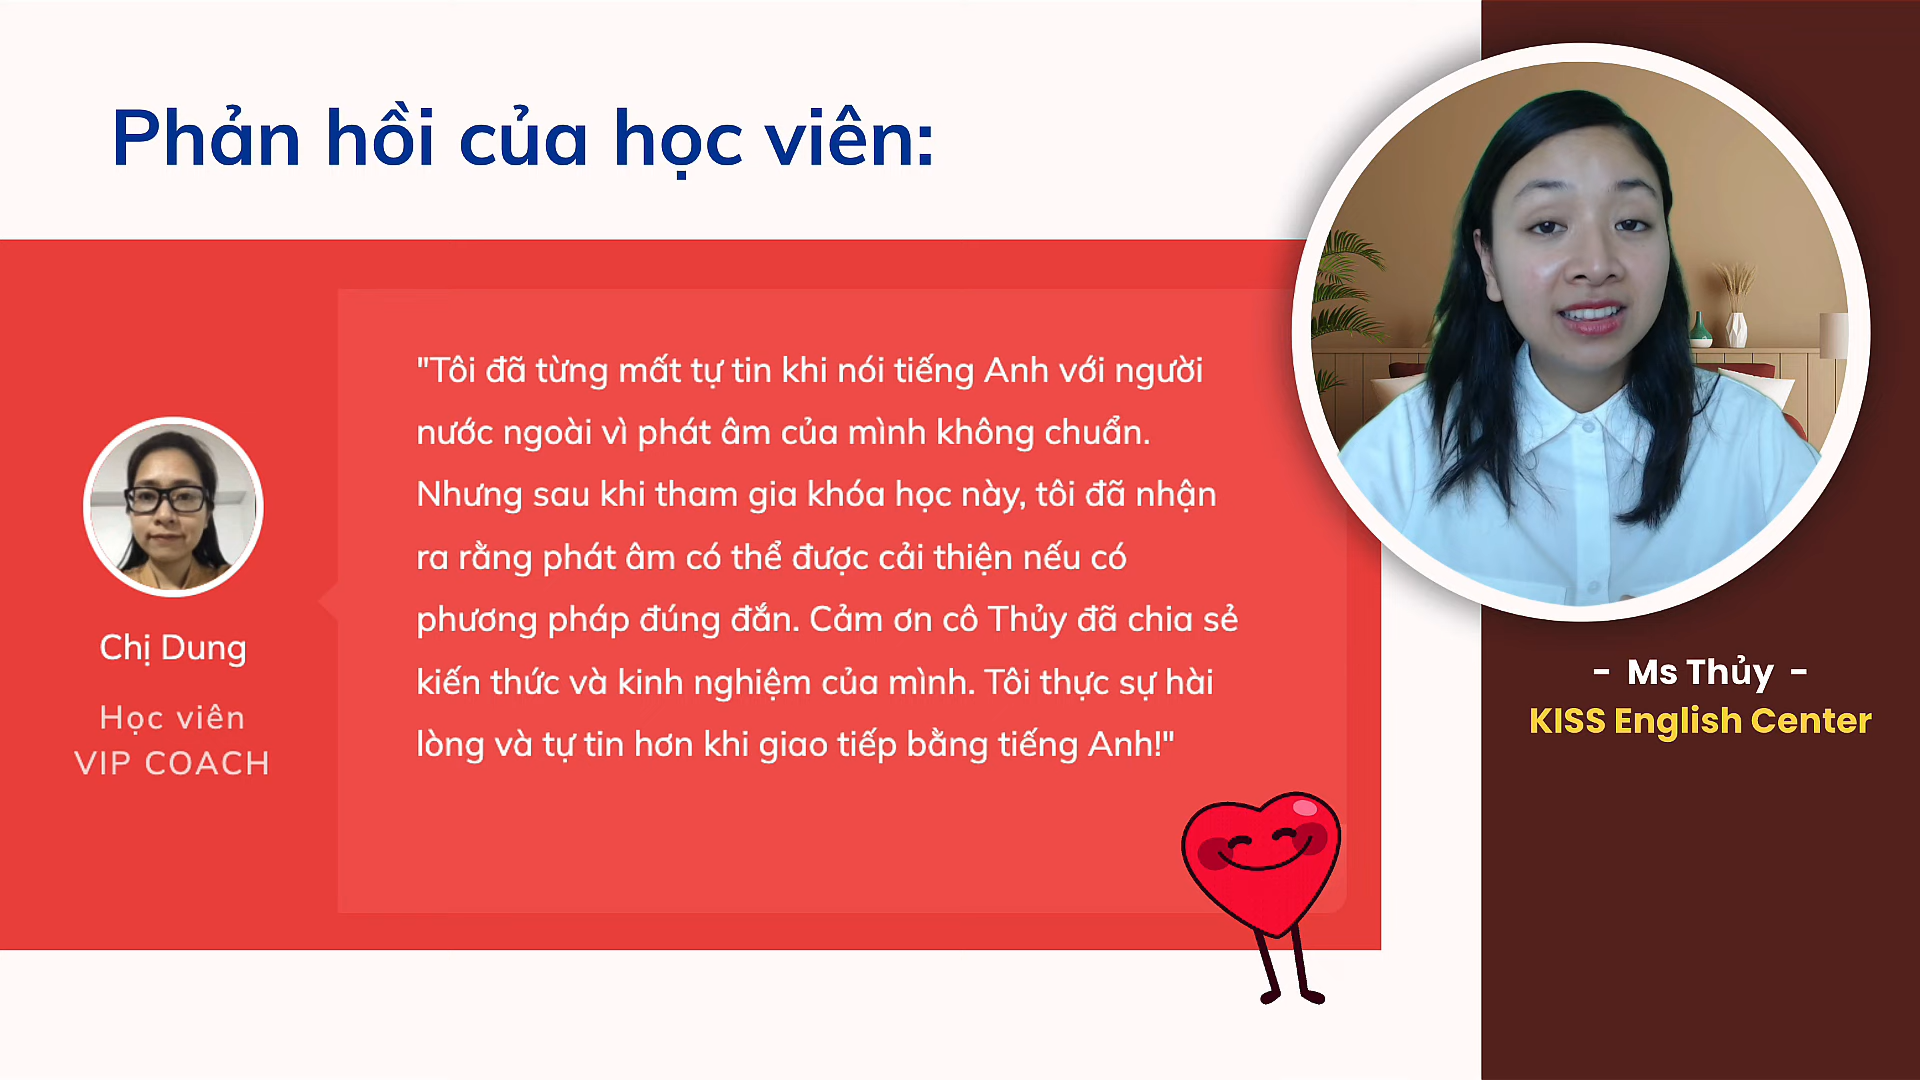 Phản hồi của học viên:
"Tôi đã từng mất tự tin khi nói tiếng Anh với người
nước ngoài vì phát âm của mình không chuẩn.
Nhưng sau khi tham gia khóa học này, tôi đã nhận
ra rằng phát âm có thể được cải thiện nếu có
phương pháp đúng đắn. Cảm ơn cô Thủy đã chia sẻ
kiến thức và kinh nghiệm của mình. Tôi thực sự hài
lòng và tự tin hơn khi giao tiếp bằng tiếng Anh!"
Chị Dung
Học viên
VIP COACH
- Ms Thủy -
KISS English Center